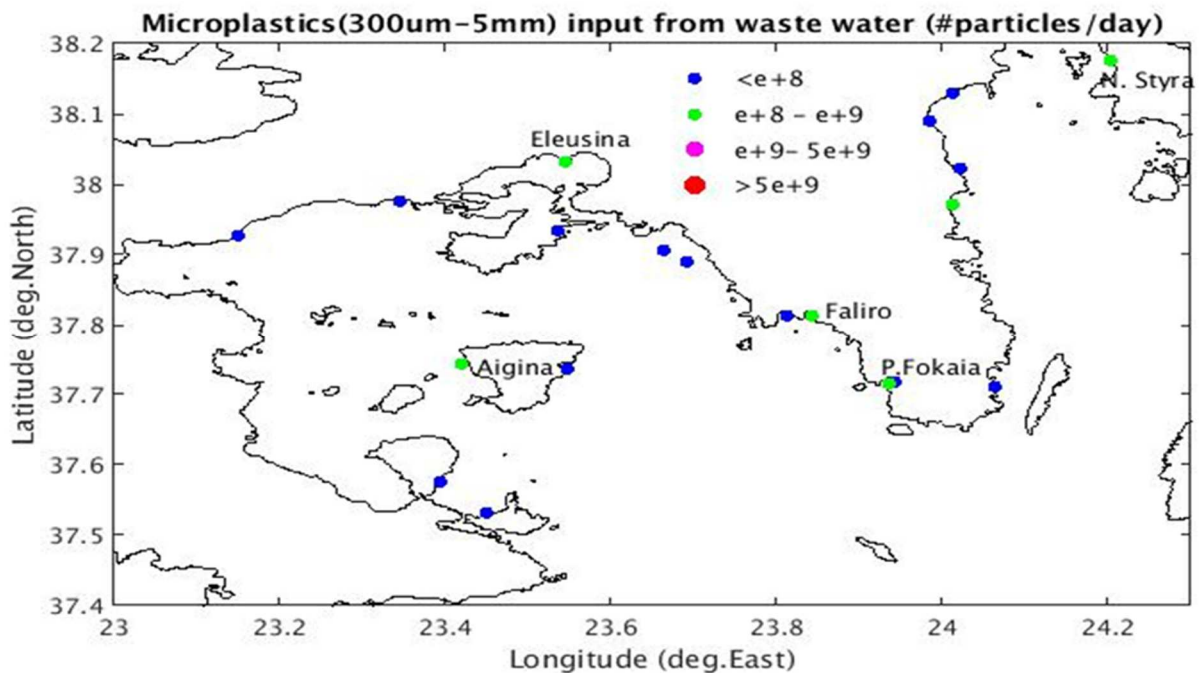 Microplastics(300um-5mm) input from waste water (#particles/day)
38.2
38.1
38
37.9
37.8
37.7
37.6
37.5
37.4
Latitude (deg.North)
<e+8
e+8 - e+9
e+9- 5e+9
>5e+9
N. Styra
Eleusina
Faliro
Aigina
P.Fokaia
23
23.2
23.4
23.6
23.8
24
24.2
Longitude (deg.East)